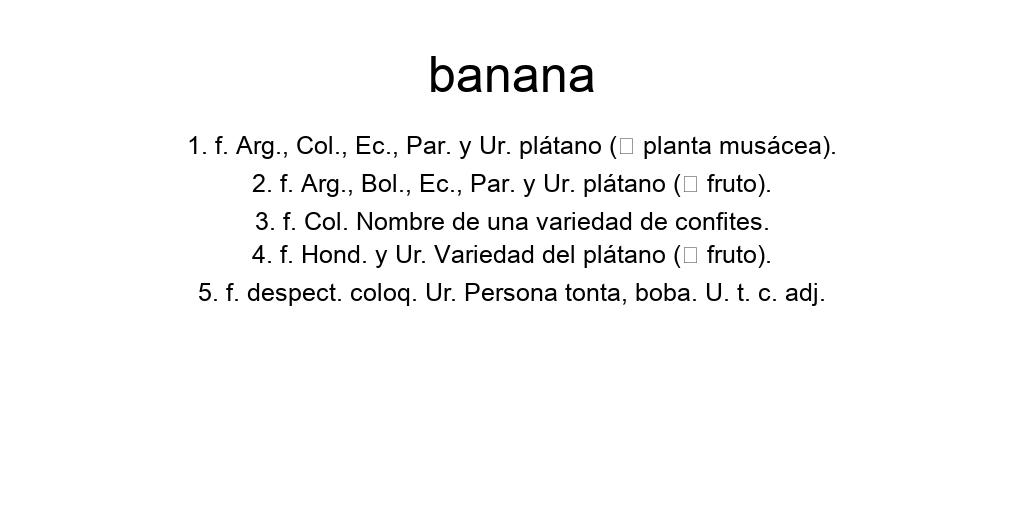 banana
1. f. Arg., Col., Ec., Par. y Ur. plátano (□ planta musácea).
2. f. Arg., Bol., Ec., Par. y Ur. plátano (□ fruto).
3. f. Col. Nombre de una variedad de confites.
4. f. Hond. y Ur. Variedad del plátano (□ fruto).
5. f. despect. coloq. Ur. Persona tonta, boba. U. t. c. adj.